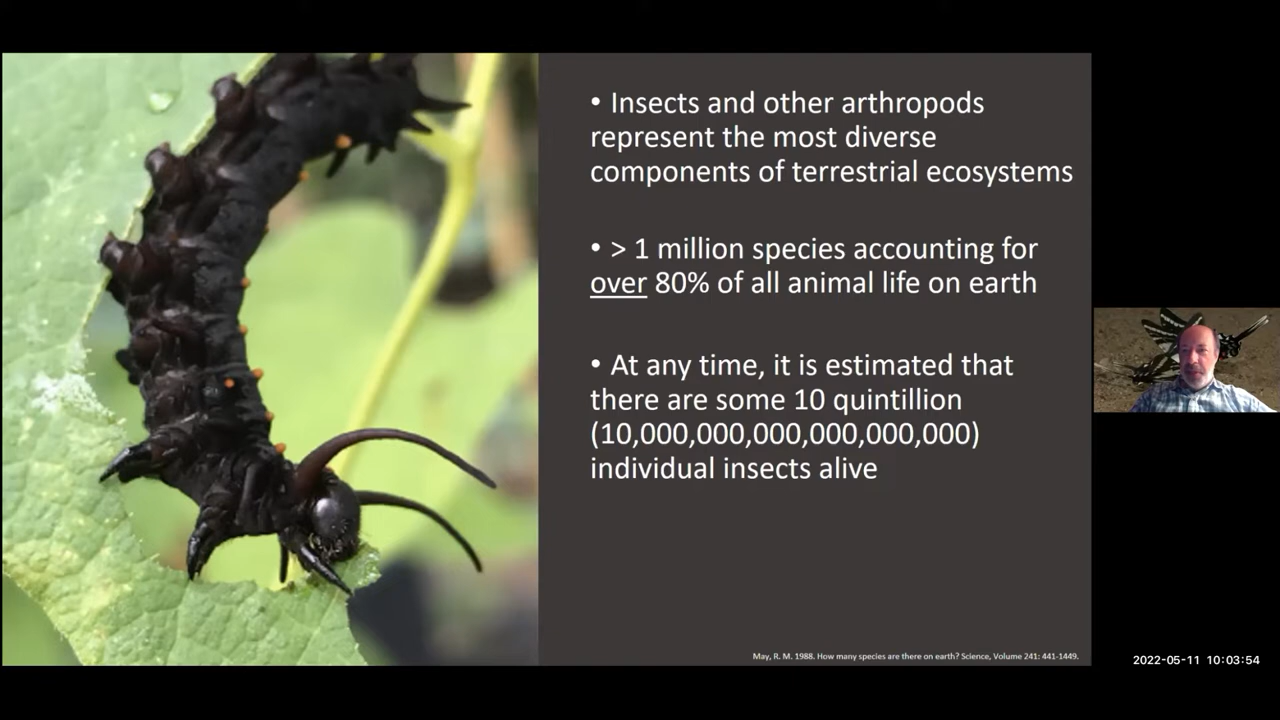 • Insects and other arthropods
represent the most diverse
components of terrestrial ecosystems
• > 1 million species accounting for
over 80% of all animal life on earth
• At any time, it is estimated that
there are some 10 quintillion
(10,000,000,000,000,000,000)
individual insects alive
May, R. M. 1988. How many species are there on earth? Science, Volume 241: 441-1449.
2022-05-11 10:03:54